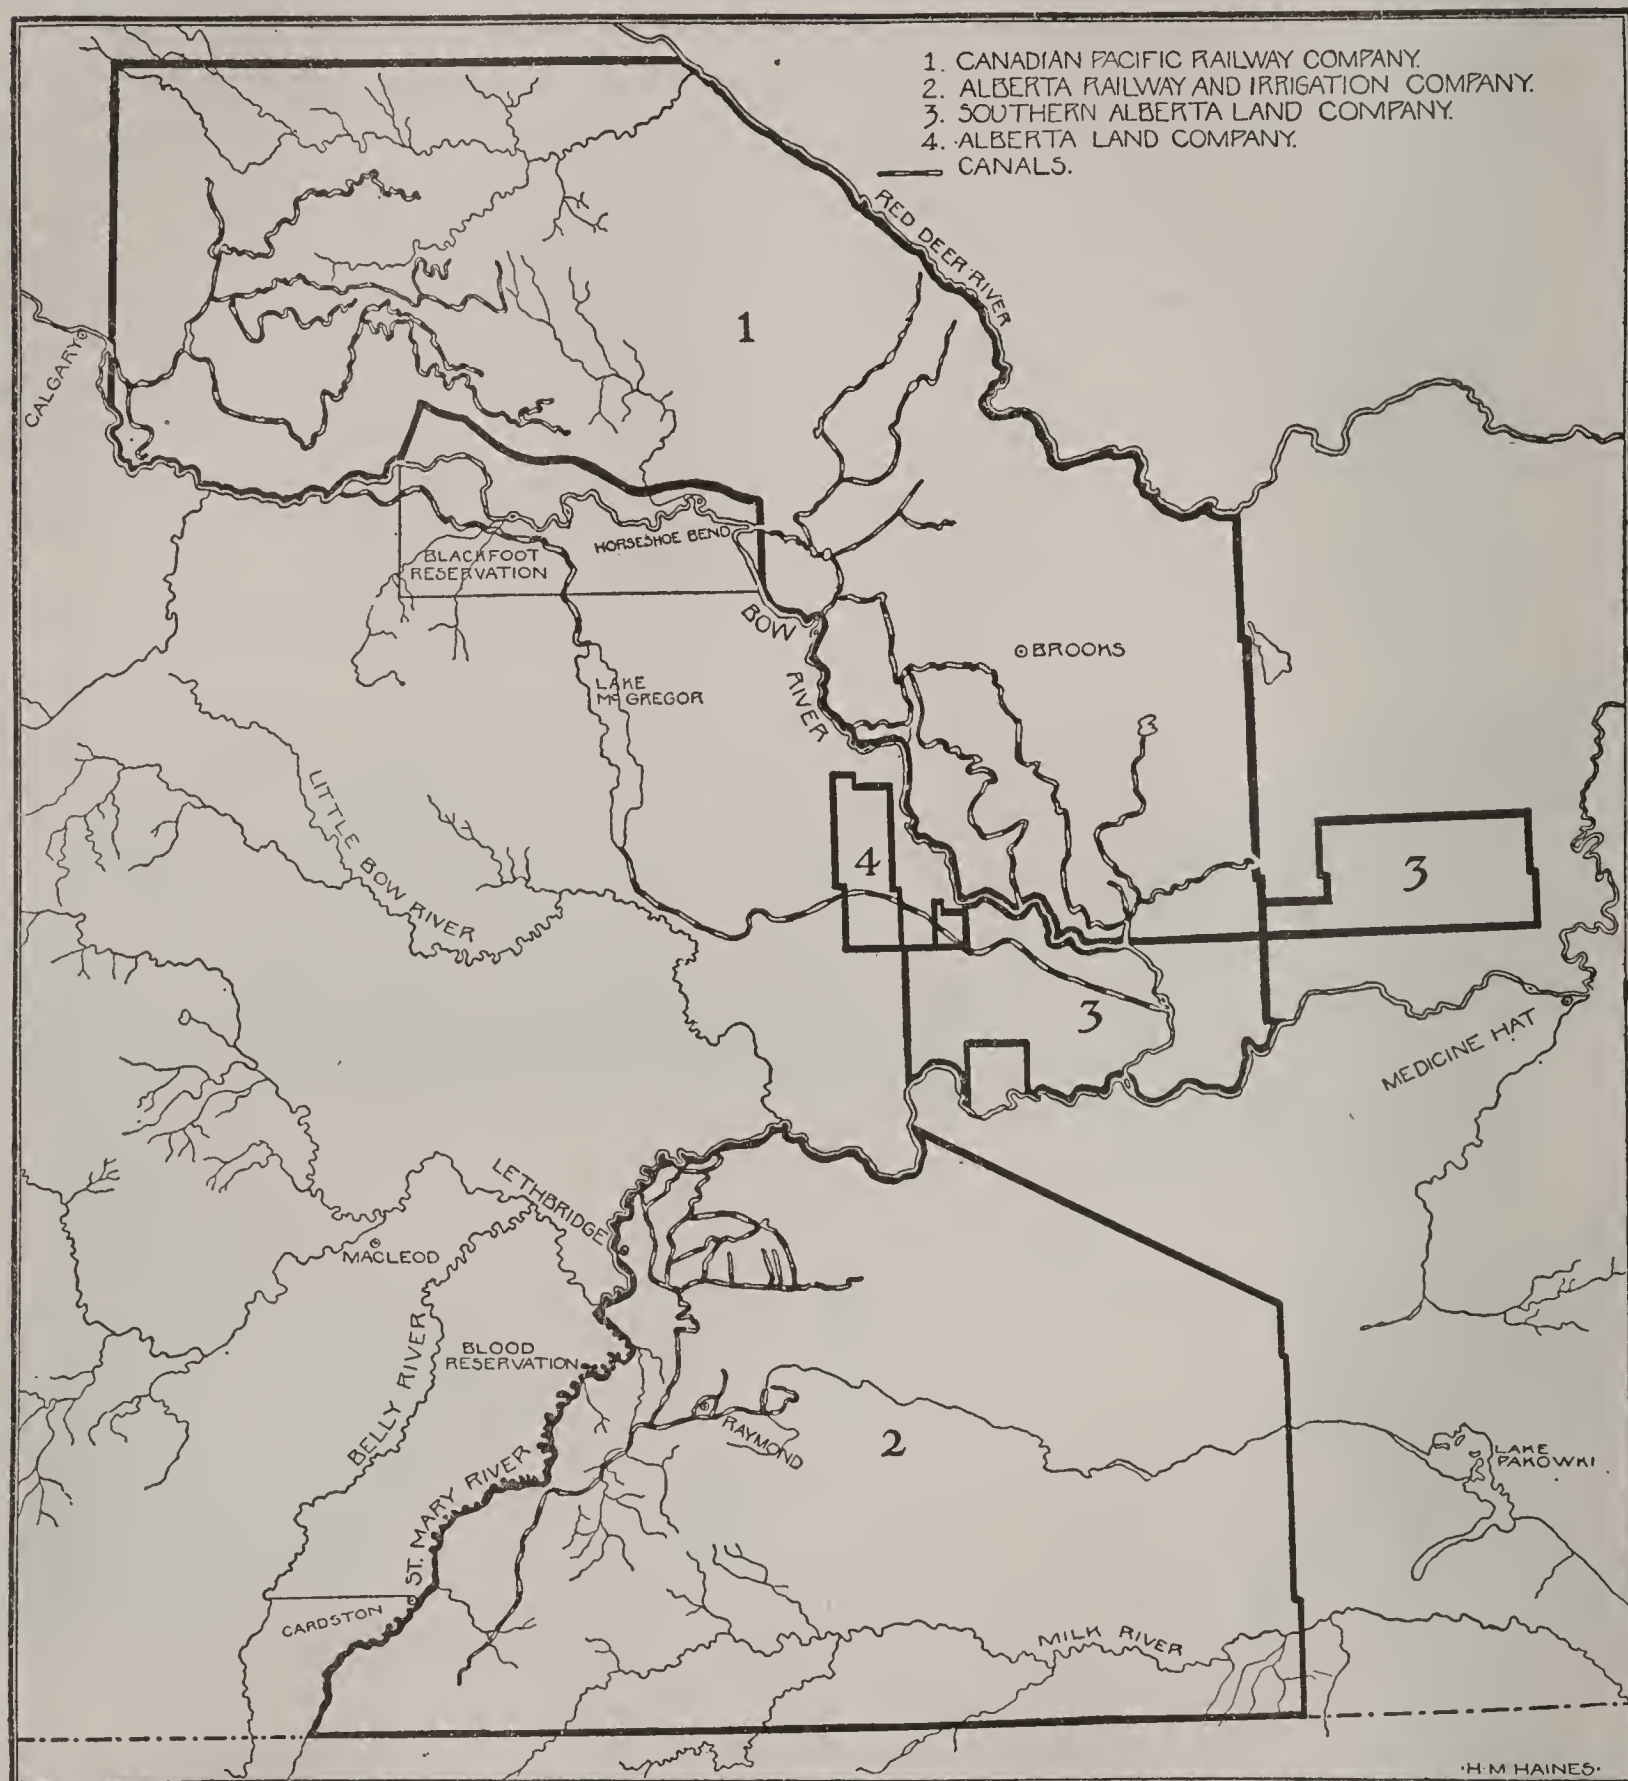 1. CANADIAN PACIFIC RAILWAY COMPANY.
2. ALBERTA RAILWAY AND IRRIGATION COMPANY.
3. SOUTHERN ALBERTA LAND COMPANY.
4. ALBERTA LAND COMPANY.
CANALS.
RED DEER RIVER
1
CALGARY
HORSESHOE BEND
BLACKFOOT
RESERVATION
BOW
RIVER
BROOKS
LAKE
McGREGOR
LITTLE BOW RIVER
4
3
3
MEDICINE HAT
LETHBRIDGE
MACLEOD
BLOOD
RESERVATION
BELLY RIVER
RAYMOND
2
LAKE
PAKOWKI
ST. MARY RIVER
CARDSTON
MILK RIVER
·H·M HAINES·